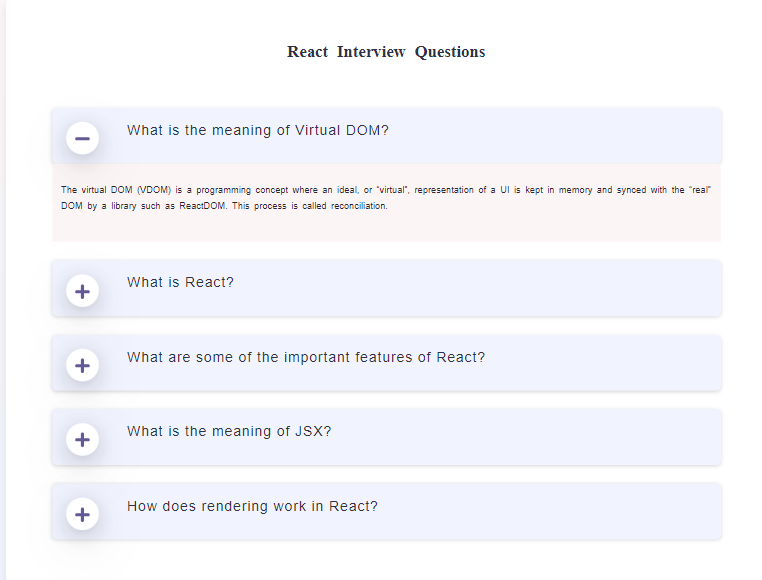 React Interview Questions
What is the meaning of Virtual DOM?
The virtual DOM (VDOM) is a programming concept where an ideal, or “virtual”, representation of a UI is kept in memory and synced with the “real”
DOM by a library such as ReactDOM. This process is called reconciliation.
What is React?
What are some of the important features of React?
What is the meaning of JSX?
How does rendering work in React?